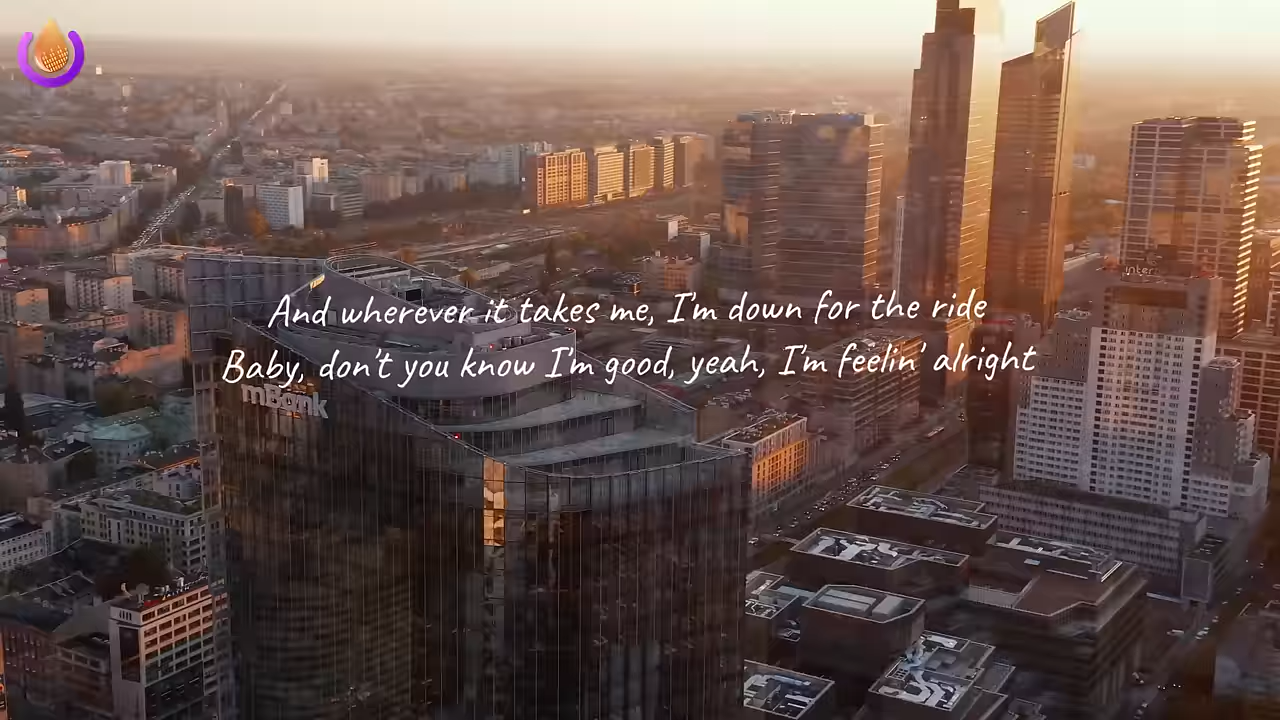 And wherever it takes me, I'm down for the ride
Baby, don't you know I'm good, yeah, I'm feelin' alright
mBank